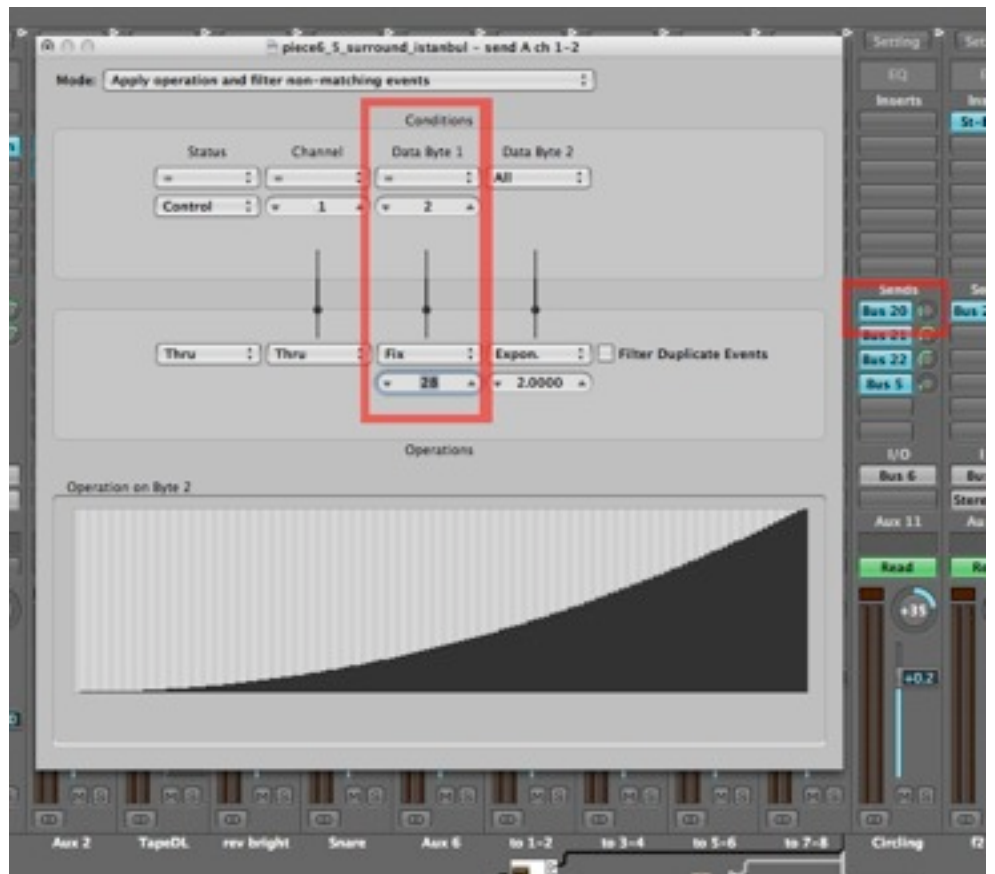 piece6_5_surround_istanbul – send A ch 1-2
Mode: Apply operation and filter non-matching events
Conditions
Status Channel Data Byte 1 Data Byte 2
= = = All
Control 1 2
Thru Thru Fix Expon. Filter Duplicate Events
28 2.0000
Operations
Operation on Byte 2
Setting
EQ
Inserts
Sends
Bus 20
Bus 21
Bus 22
Bus 5
I/O
Bus 6
Aux 11
Read
+35
+0.2
M S M S M S M S M S M S M S M S M S M S
Aux 2 TapeDL rev bright Snare Aux 6 to 1-2 to 3-4 to 5-6 to 7-8 Circling